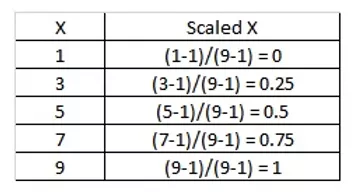 X Scaled X
1 (1-1)/(9-1) = 0
3 (3-1)/(9-1) = 0.25
5 (5-1)/(9-1) = 0.5
7 (7-1)/(9-1) = 0.75
9 (9-1)/(9-1) = 1